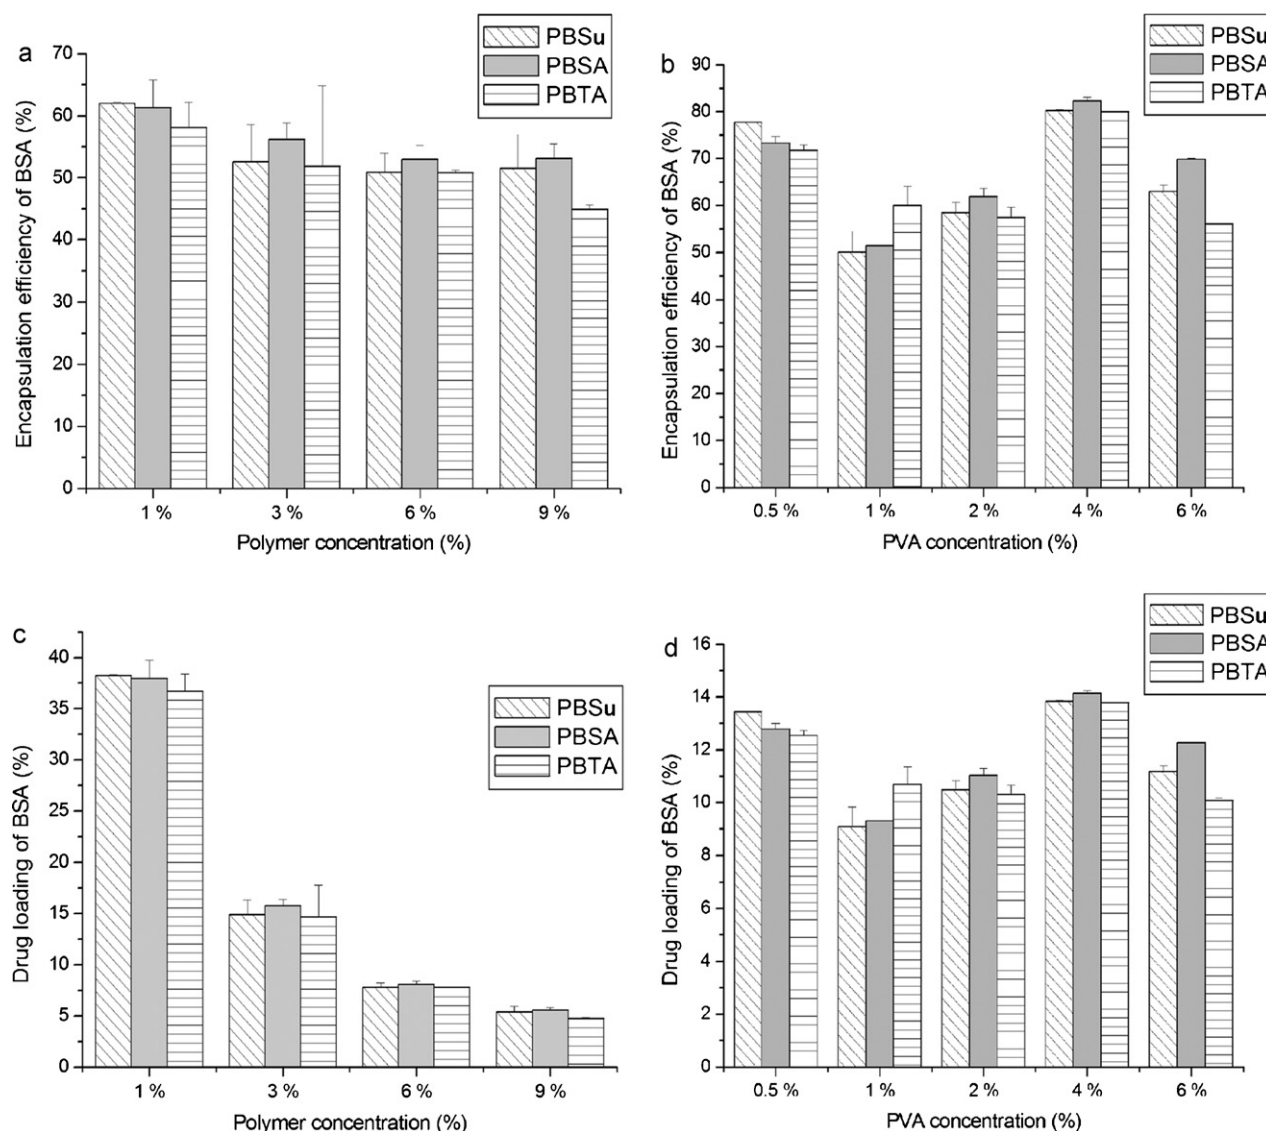 a
PBSu
PBSA
PBTA
70
60
50
40
30
20
10
0
Encapsulation efficiency of BSA (%)
1 %
3 %
6 %
9 %
Polymer concentration (%)
b
PBSu
PBSA
PBTA
90
80
70
60
50
40
30
20
10
0
Encapsulation efficiency of BSA (%)
0.5 %
1 %
2 %
4 %
6 %
PVA concentration (%)
c
PBSu
PBSA
PBTA
40
35
30
25
20
15
10
5
0
Drug loading of BSA (%)
1 %
3 %
6 %
9 %
Polymer concentration (%)
d
PBSu
PBSA
PBTA
16
14
12
10
8
6
4
2
0
Drug loading of BSA (%)
0.5 %
1 %
2 %
4 %
6 %
PVA concentration (%)